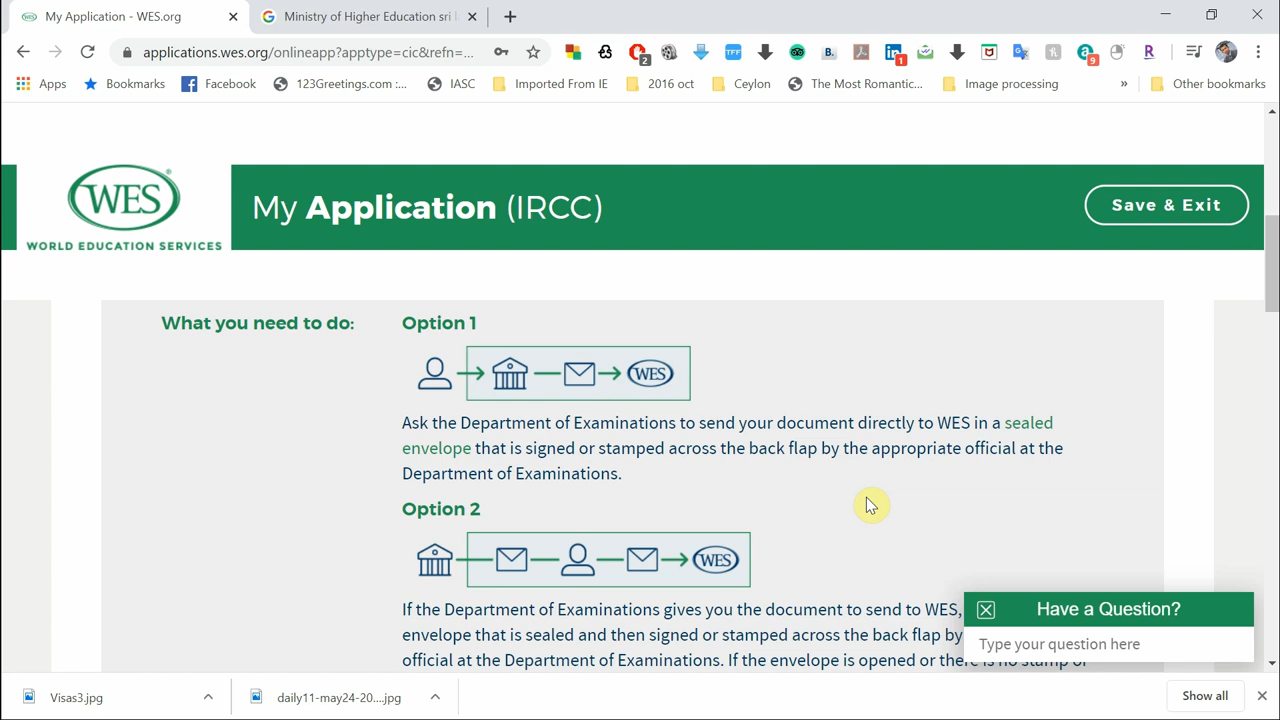 My Application - WES.org
Ministry of Higher Education sri l
applications.wes.org/onlineapp?apptype=cic&refn=...
Apps
Bookmarks
Facebook
123Greetings.com :...
IASC
Imported From IE
2016 oct
Ceylon
The Most Romantic...
Image processing
»
Other bookmarks
WES
WORLD EDUCATION SERVICES
My Application (IRCC)
Save & Exit
What you need to do:
Option 1
WES
Ask the Department of Examinations to send your document directly to WES in a sealed
envelope that is signed or stamped across the back flap by the appropriate official at the
Department of Examinations.
Option 2
WES
If the Department of Examinations gives you the document to send to WES,
envelope that is sealed and then signed or stamped across the back flap by
official at the Department of Examinations. If the envelope is opened or there is no stamp or
Have a Question?
Type your question here
Visas3.jpg
daily11-may24-20....jpg
Show all